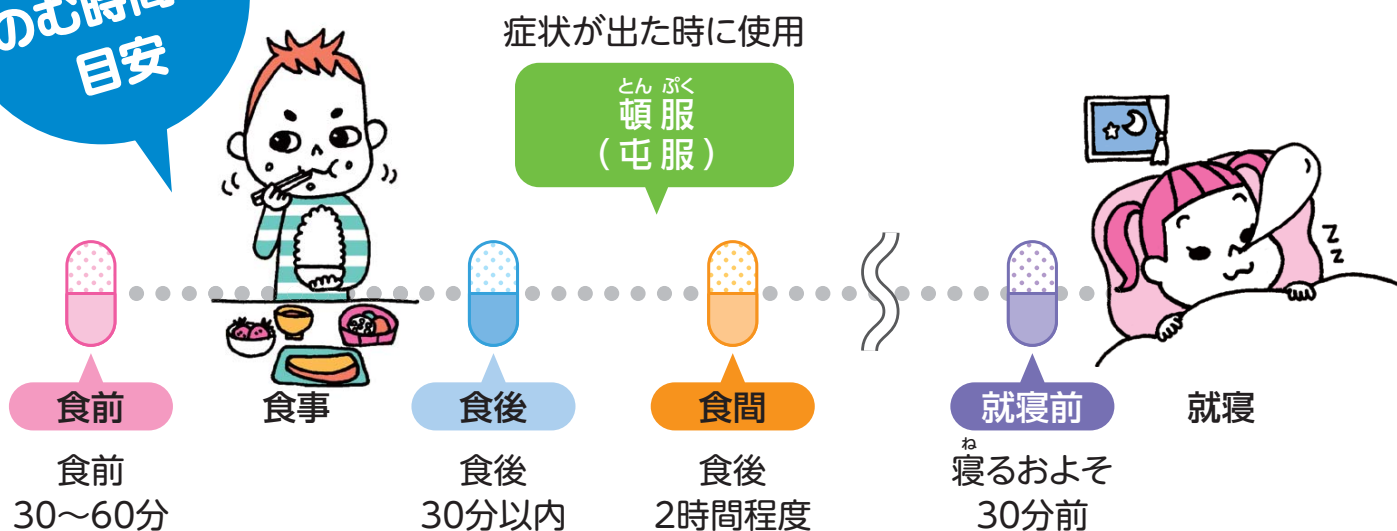 のむ時間
目安
症状が出た時に使用
とん ぷく
頓服
(屯服)
食前
食事
食後
食間
就寝前
就寝
食前
30〜60分
食後
30分以内
食後
2時間程度
ね
寝るおよそ
30分前
z
z
z